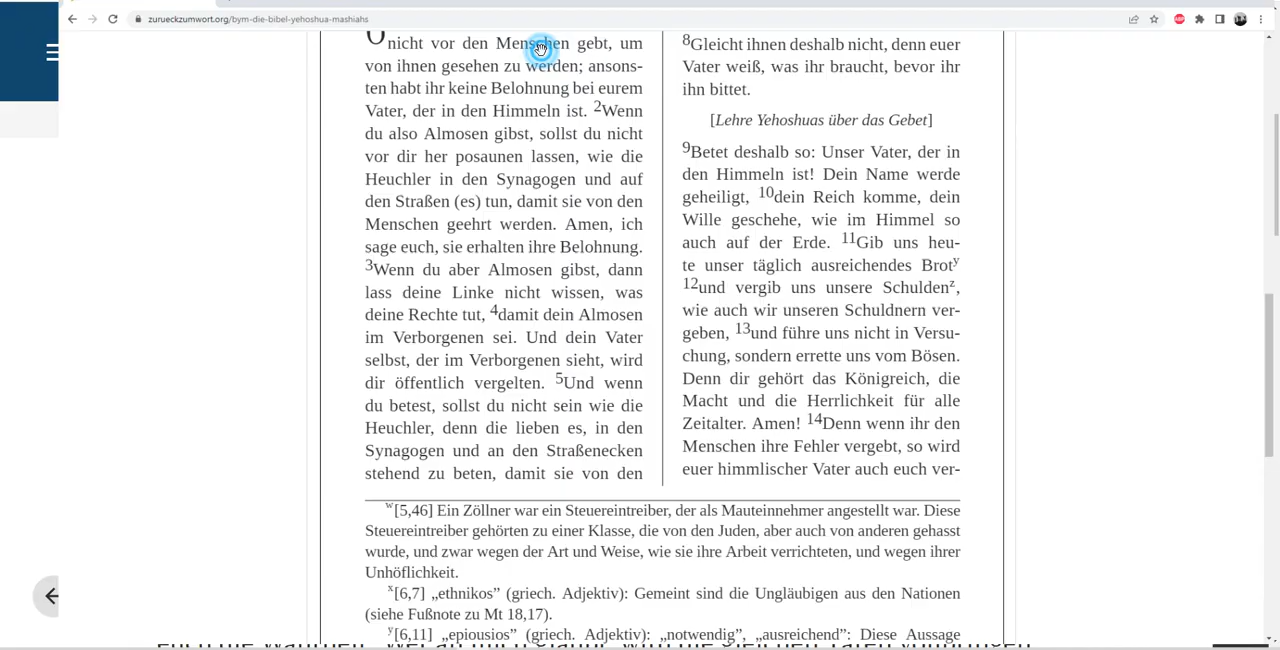 zurueckzumwort.org/bym-die-bibel-yehoshua-mashiahs
nicht vor den Menschen gebt, um
von ihnen gesehen zu werden; ansons-
ten habt ihr keine Belohnung bei eurem
Vater, der in den Himmeln ist. 2Wenn
du also Almosen gibst, sollst du nicht
vor dir her posaunen lassen, wie die
Heuchler in den Synagogen und auf
den Straßen (es) tun, damit sie von den
Menschen geehrt werden. Amen, ich
sage euch, sie erhalten ihre Belohnung.
3Wenn du aber Almosen gibst, dann
lass deine Linke nicht wissen, was
deine Rechte tut, 4damit dein Almosen
im Verborgenen sei. Und dein Vater
selbst, der im Verborgenen sieht, wird
dir öffentlich vergelten. 5Und wenn
du betest, sollst du nicht sein wie die
Heuchler, denn die lieben es, in den
Synagogen und an den Straßenecken
stehend zu beten, damit sie von den
8Gleicht ihnen deshalb nicht, denn euer
Vater weiß, was ihr braucht, bevor ihr
ihn bittet.
[Lehre Yehoshuas über das Gebet]
9Betet deshalb so: Unser Vater, der in
den Himmeln ist! Dein Name werde
geheiligt, 10dein Reich komme, dein
Wille geschehe, wie im Himmel so
auch auf der Erde. 11Gib uns heu-
te unser täglich ausreichendes Broty
12und vergib uns unsere Schuldenz,
wie auch wir unseren Schuldnern ver-
geben, 13und führe uns nicht in Versu-
chung, sondern errette uns vom Bösen.
Denn dir gehört das Königreich, die
Macht und die Herrlichkeit für alle
Zeitalter. Amen! 14Denn wenn ihr den
Menschen ihre Fehler vergebt, so wird
euer himmlischer Vater auch euch ver-
w[5,46] Ein Zöllner war ein Steuereintreiber, der als Mauteinnehmer angestellt war. Diese
Steuereintreiber gehörten zu einer Klasse, die von den Juden, aber auch von anderen gehasst
wurde, und zwar wegen der Art und Weise, wie sie ihre Arbeit verrichteten, und wegen ihrer
Unhöflichkeit.
x[6,7] „ethnikos” (griech. Adjektiv): Gemeint sind die Ungläubigen aus den Nationen
(siehe Fußnote zu Mt 18,17).
y[6,11] „epiousios” (griech. Adjektiv): „notwendig”, „ausreichend”: Diese Aussage